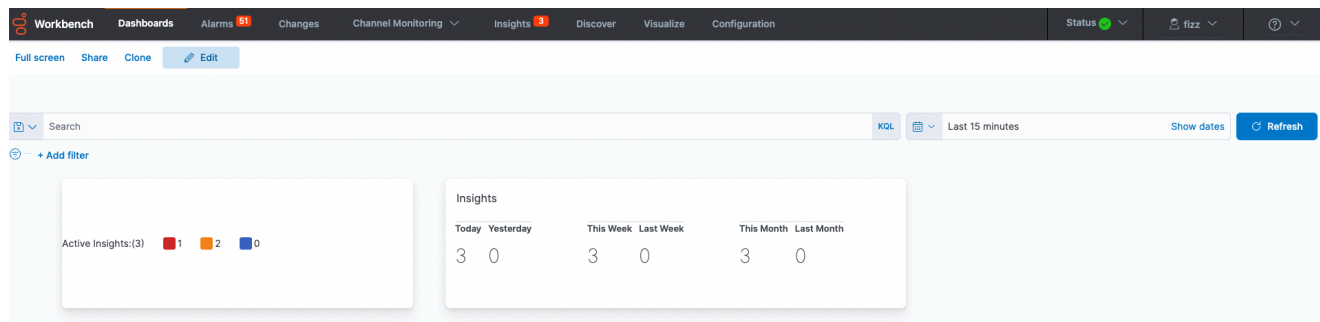 Workbench Dashboards Alarms 51 Changes Channel Monitoring Insights 3 Discover Visualize Configuration Status fizz
Full screen Share Clone Edit
Search KQL Last 15 minutes Show dates Refresh
+ Add filter
Insights
Today Yesterday This Week Last Week This Month Last Month
Active Insights:(3) 1 2 0
3 0 3 0 3 0